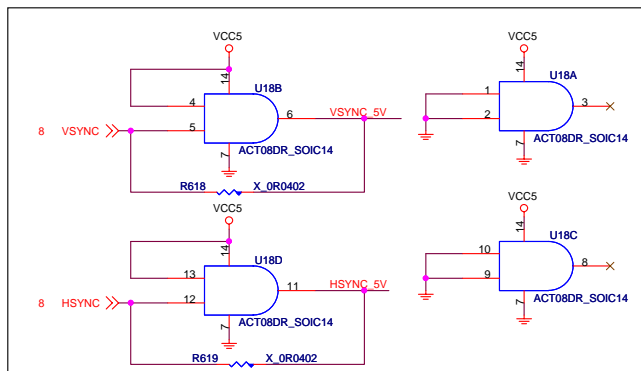 VCC5
VCC5
14
U18B
14
U18A
4
1
6
VSYNC_5V
3
8
VSYNC
5
2
7
ACT08DR_SOIC14
7
ACT08DR_SOIC14
R618
X_0R0402
VCC5
VCC5
14
U18D
14
U18C
13
10
11
HSYNC_5V
8
8
HSYNC
12
9
7
ACT08DR_SOIC14
7
ACT08DR_SOIC14
R619
X_0R0402